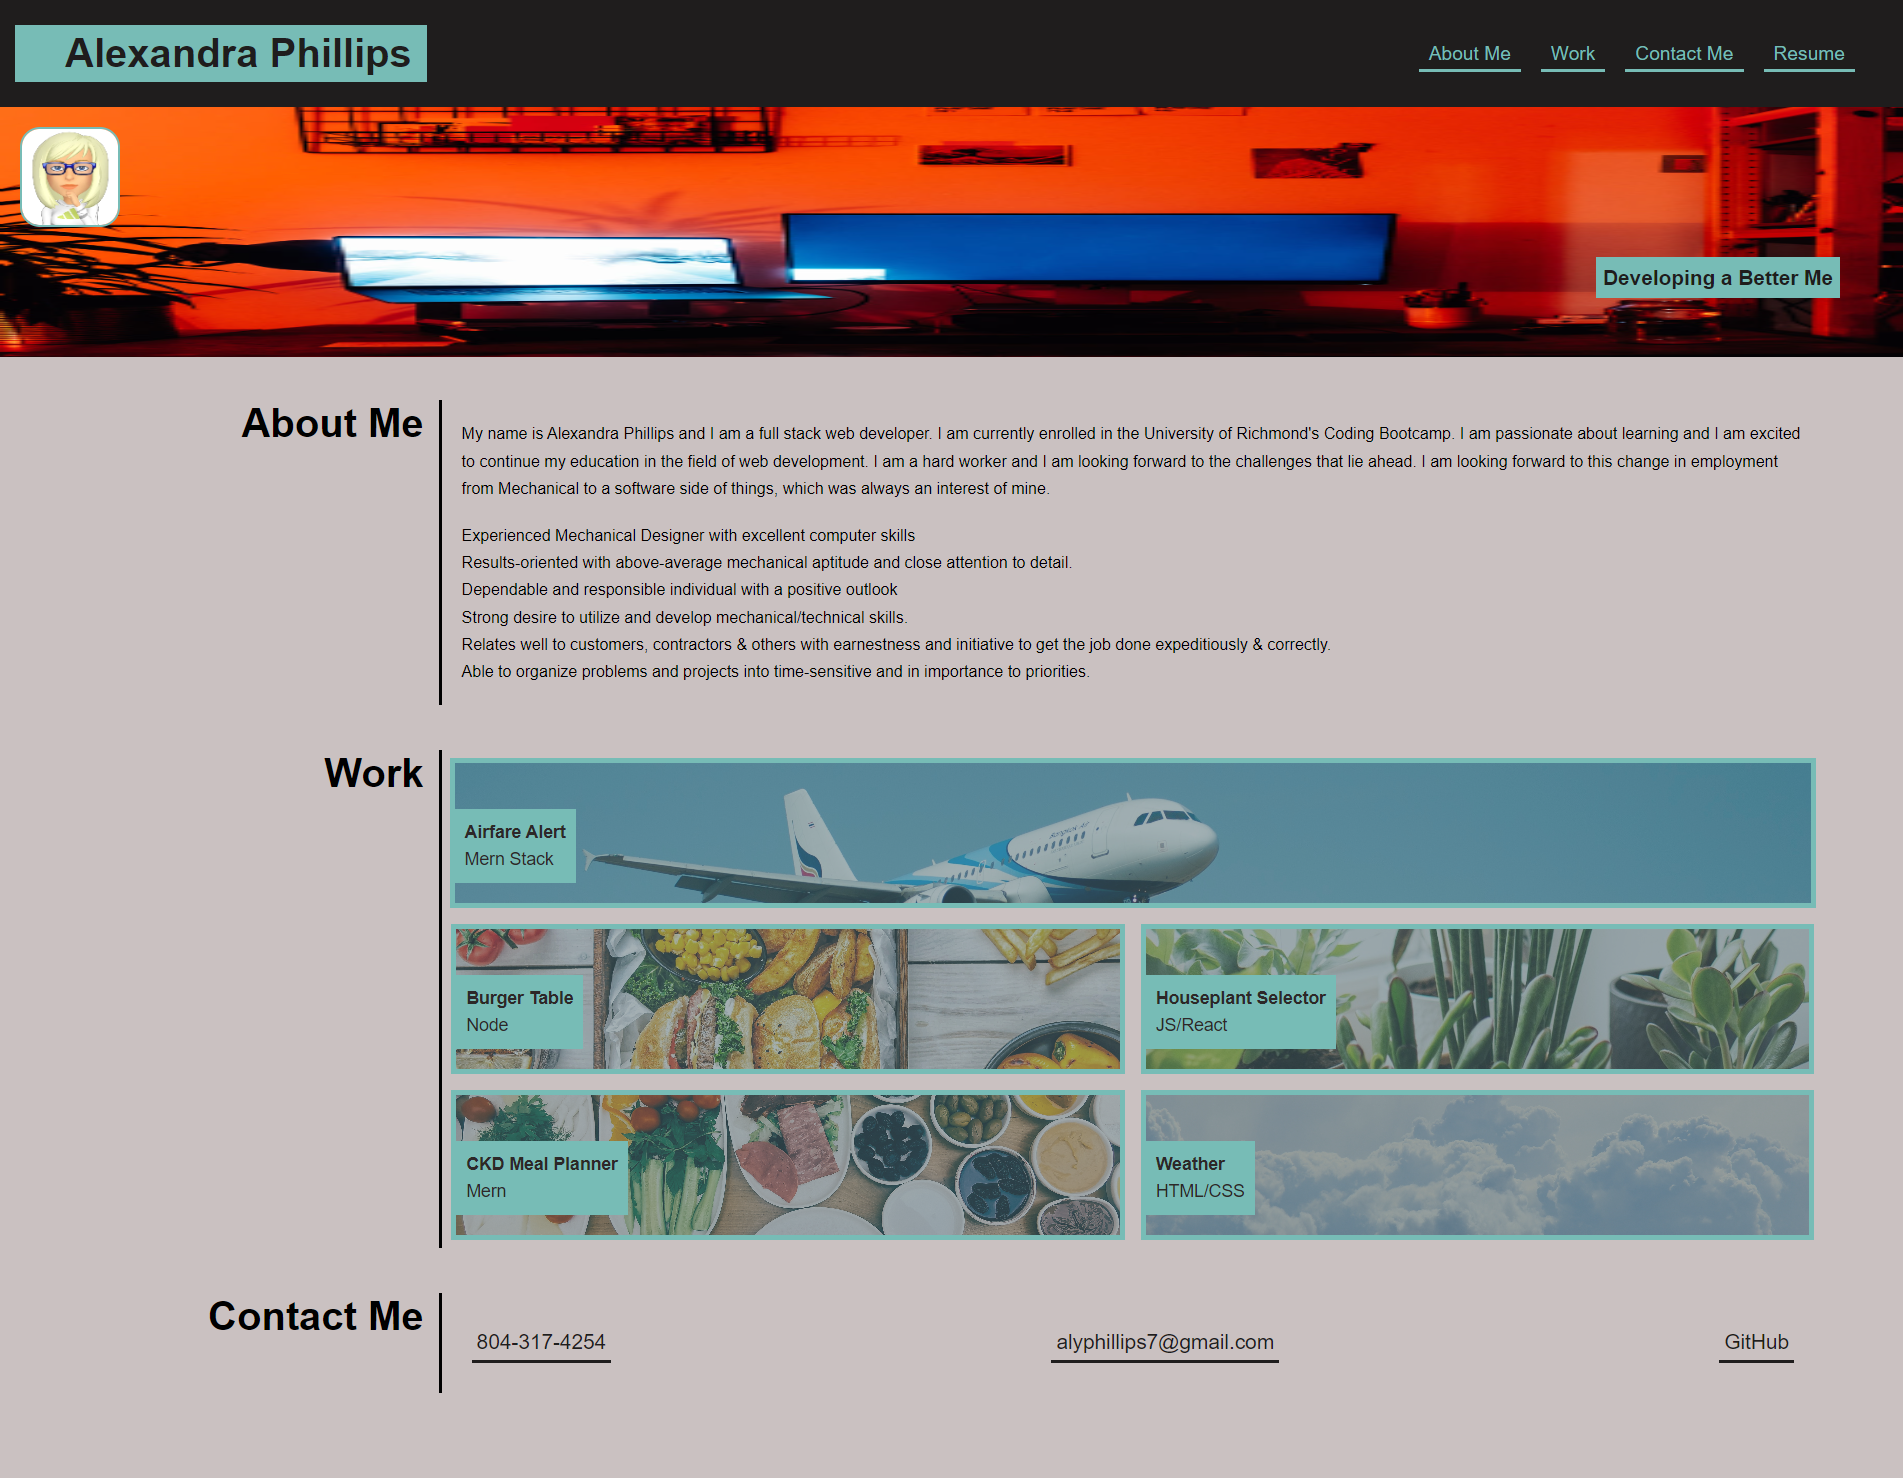 Alexandra Phillips
About Me
Work
Contact Me
Resume
Developing a Better Me
About Me
My name is Alexandra Phillips and I am a full stack web developer. I am currently enrolled in the University of Richmond's Coding Bootcamp. I am passionate about learning and I am excited
to continue my education in the field of web development. I am a hard worker and I am looking forward to the challenges that lie ahead. I am looking forward to this change in employment
from Mechanical to a software side of things, which was always an interest of mine.
Experienced Mechanical Designer with excellent computer skills
Results-oriented with above-average mechanical aptitude and close attention to detail.
Dependable and responsible individual with a positive outlook
Strong desire to utilize and develop mechanical/technical skills.
Relates well to customers, contractors & others with earnestness and initiative to get the job done expeditiously & correctly.
Able to organize problems and projects into time-sensitive and in importance to priorities.
Work
Airfare Alert
Mern Stack
Bangkok Air
Burger Table
Node
Houseplant Selector
JS/React
CKD Meal Planner
Mern
Weather
HTML/CSS
Contact Me
804-317-4254
alyphillips7@gmail.com
GitHub